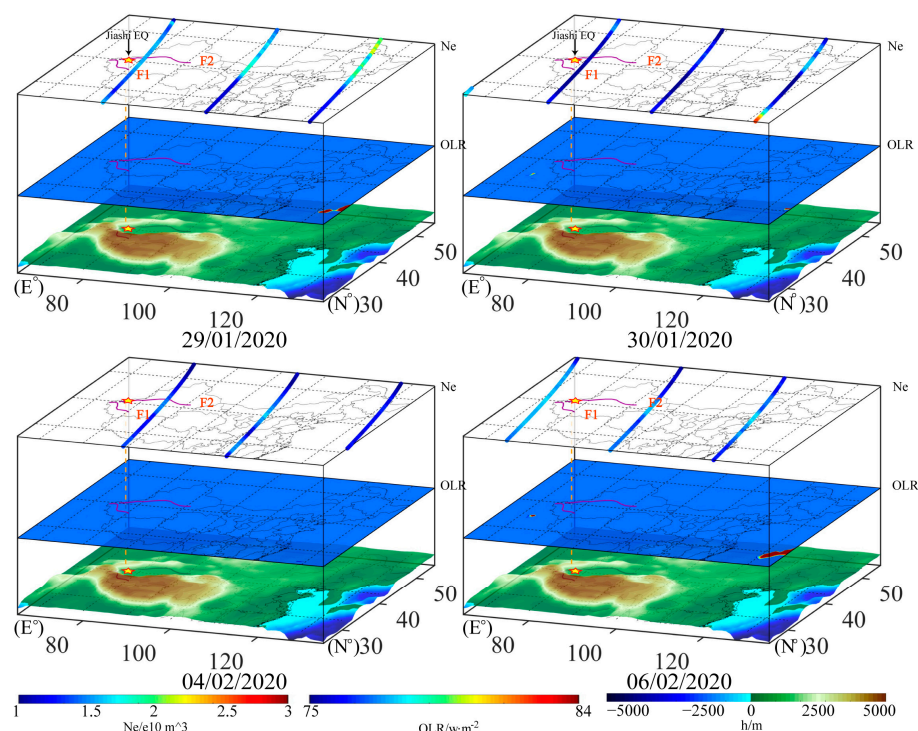 Jiashi EQ
Ne
F2
F1
OLR
50
40
(E°)
(N°)30
80
100
120
29/01/2020
Jiashi EQ
Ne
F2
F1
OLR
50
40
(E°)
(N°)30
80
100
120
30/01/2020
Ne
F1
F2
OLR
50
40
(E°)
(N°)30
80
100
120
04/02/2020
Ne
F1
F2
OLR
50
40
(E°)
(N°)30
80
100
120
06/02/2020
1 1.5 2 2.5 3
Ne/e10 m^3
75 84
OLR/w·m-2
−5000 −2500 0 2500 5000
h/m